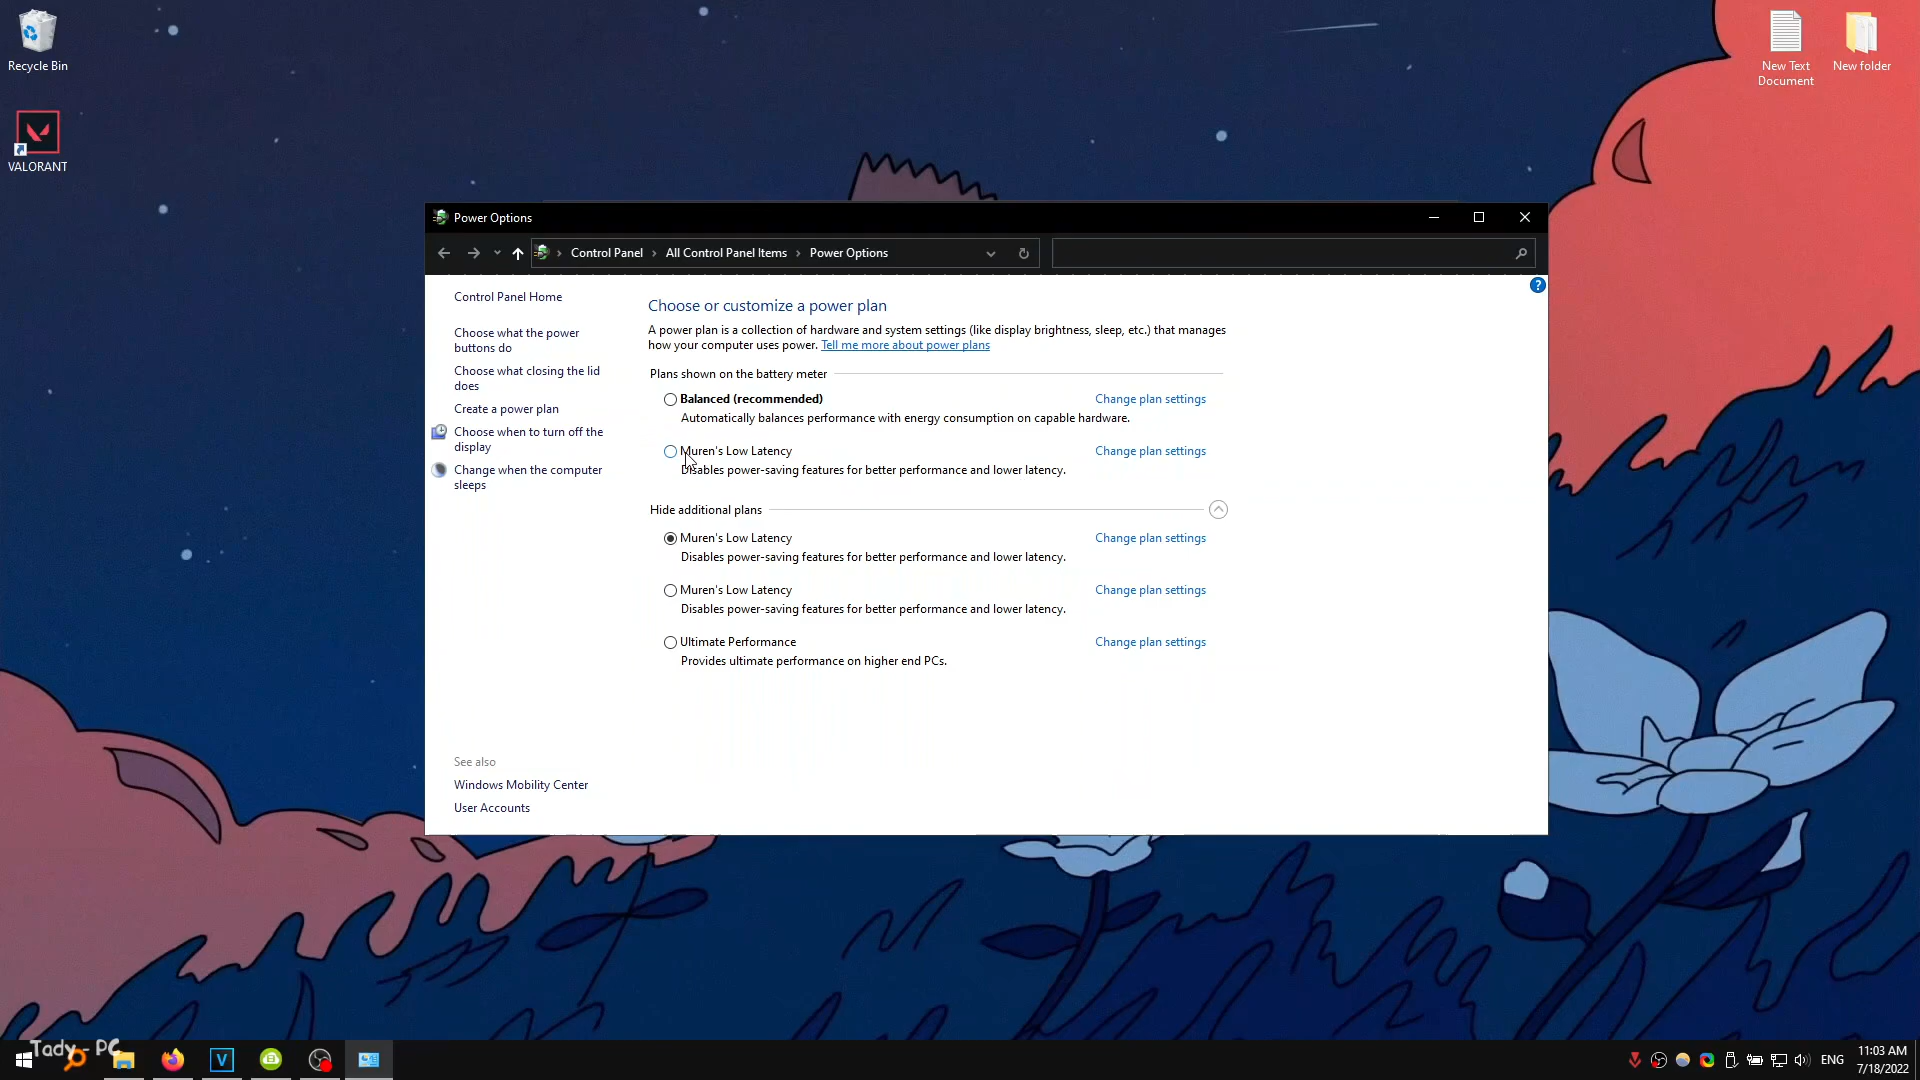 Recycle Bin
VALORANT
New Text
Document
New folder
Power Options
Control Panel > All Control Panel Items > Power Options
Control Panel Home
Choose what the power
buttons do
Choose what closing the lid
does
Create a power plan
Choose when to turn off the
display
Change when the computer
sleeps
See also
Windows Mobility Center
User Accounts
?
Choose or customize a power plan
A power plan is a collection of hardware and system settings (like display brightness, sleep, etc.) that manages
how your computer uses power. Tell me more about power plans
Plans shown on the battery meter
Balanced (recommended) Change plan settings
Automatically balances performance with energy consumption on capable hardware.
Muren's Low Latency Change plan settings
Disables power-saving features for better performance and lower latency.
Hide additional plans
Muren's Low Latency Change plan settings
Disables power-saving features for better performance and lower latency.
Muren's Low Latency Change plan settings
Disables power-saving features for better performance and lower latency.
Ultimate Performance Change plan settings
Provides ultimate performance on higher end PCs.
Tady - PC
V
ENG
11:03 AM
7/18/2022